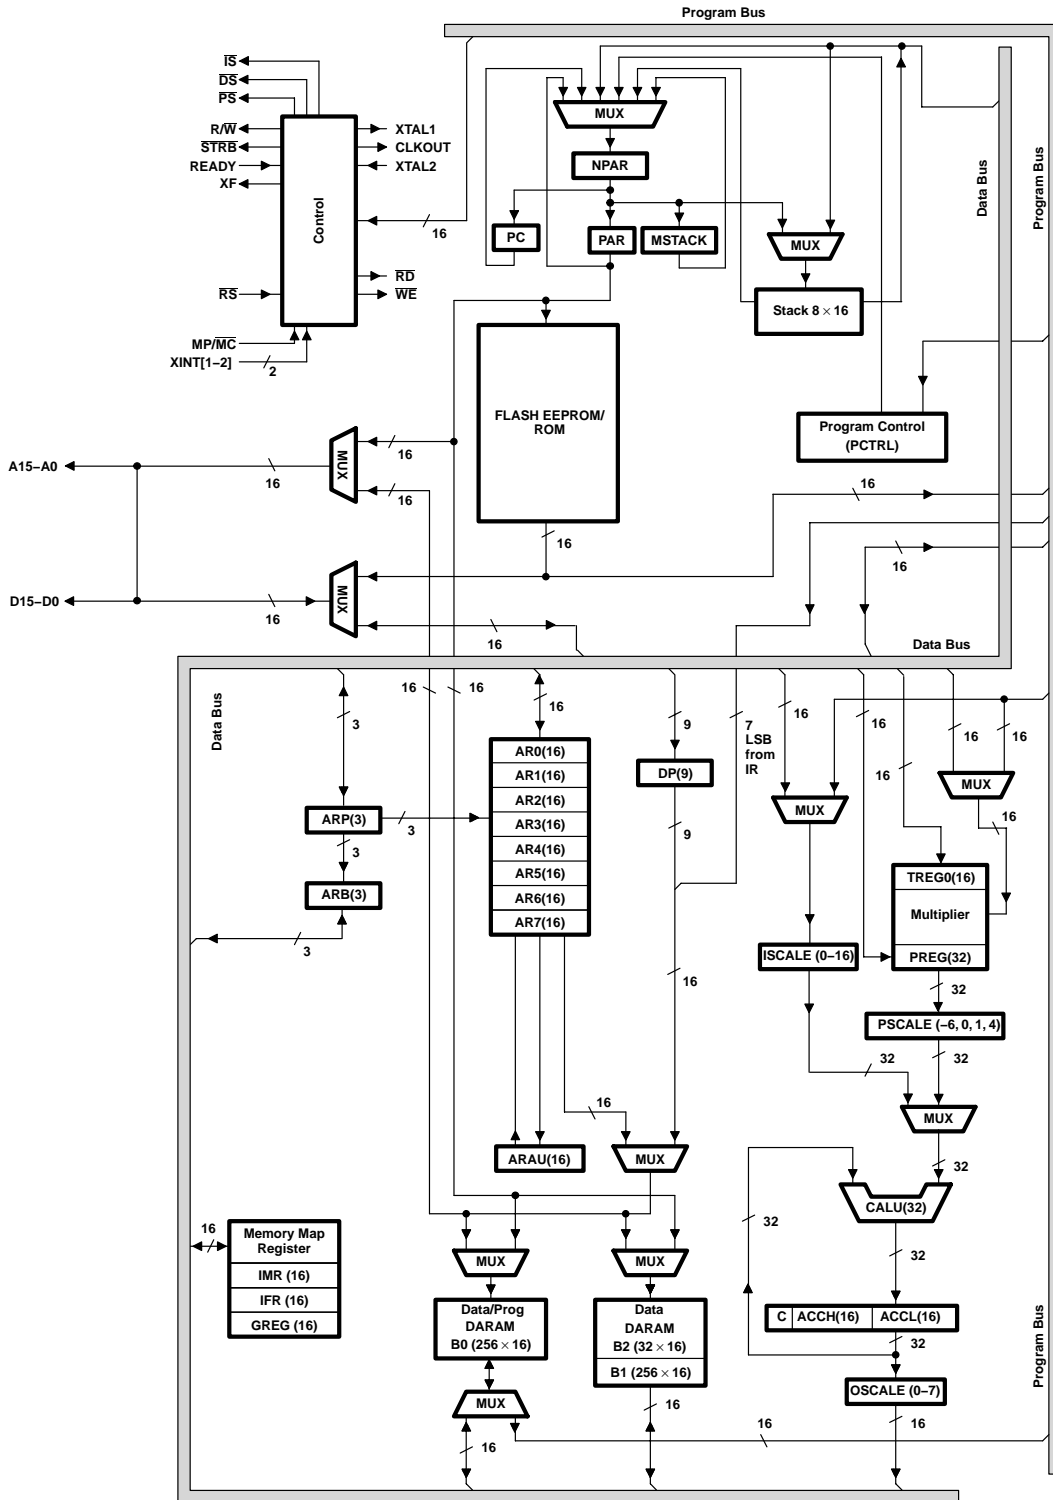 Program Bus
IS
DS
PS
R/W
STRB
READY
XF
XTAL1
CLKOUT
XTAL2
Control
16
RD
WE
RS
MP/MC
XINT[1–2]
2
MUX
NPAR
PC
PAR
MSTACK
MUX
Stack 8 × 16
Data Bus
Program Bus
FLASH EEPROM/
ROM
Program Control
(PCTRL)
A15–A0
16
MUX
16
16
16
16
16
D15–D0
16
MUX
16
Data Bus
Data Bus
3
16
16
16
9
7
LSB
from
IR
16
16
16
16
16
AR0(16)
AR1(16)
AR2(16)
AR3(16)
AR4(16)
AR5(16)
AR6(16)
AR7(16)
DP(9)
9
MUX
MUX
16
ARP(3)
3
3
ARB(3)
3
TREG0(16)
Multiplier
PREG(32)
ISCALE (0–16)
16
32
PSCALE (–6, 0, 1, 4)
32
32
MUX
16
ARAU(16)
MUX
32
CALU(32)
32
32
16
Memory Map
Register
IMR (16)
IFR (16)
GREG (16)
MUX
MUX
Data/Prog
DARAM
B0 (256 × 16)
Data
DARAM
B2 (32 × 16)
B1 (256 × 16)
C
ACCH(16)
ACCL(16)
32
OSCALE (0–7)
MUX
16
16
16
16
Program Bus